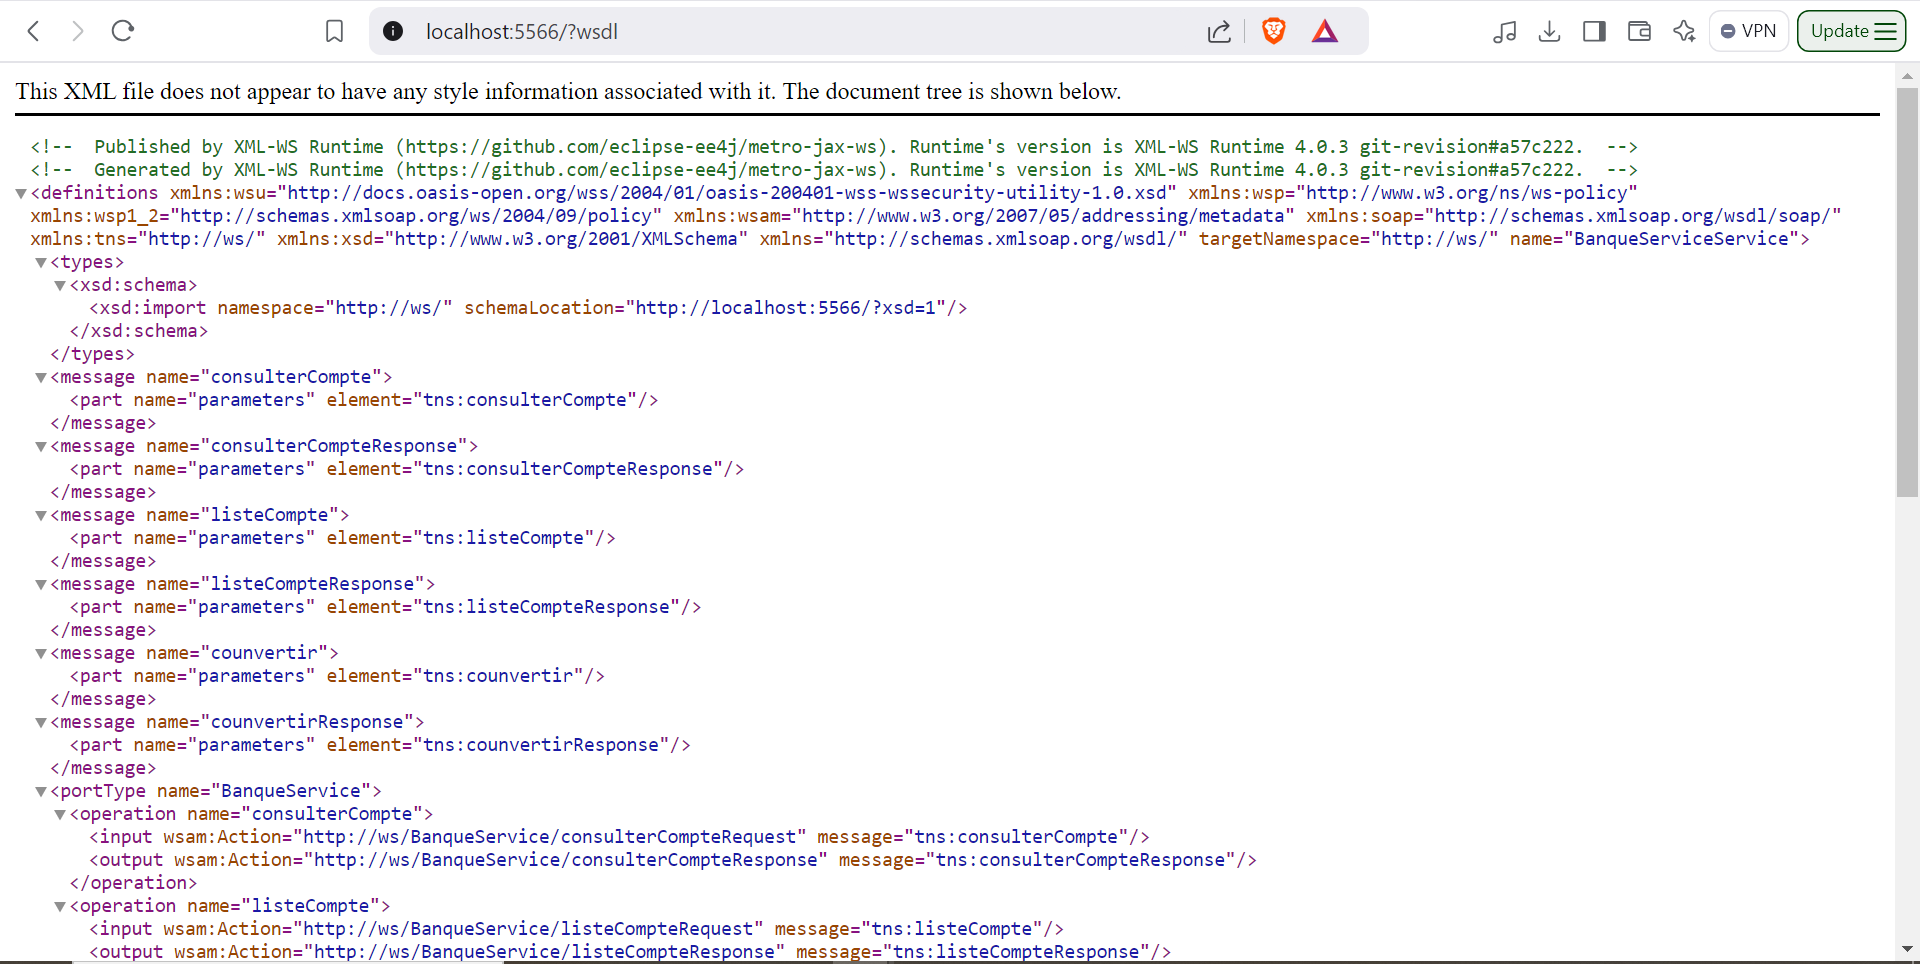 localhost:5566/?wsdl
VPN
Update
This XML file does not appear to have any style information associated with it. The document tree is shown below.
<!--  Published by XML-WS Runtime (https://github.com/eclipse-ee4j/metro-jax-ws). Runtime's version is XML-WS Runtime 4.0.3 git-revision#a57c222.  -->
<!--  Generated by XML-WS Runtime (https://github.com/eclipse-ee4j/metro-jax-ws). Runtime's version is XML-WS Runtime 4.0.3 git-revision#a57c222.  -->
▼<definitions xmlns:wsu="http://docs.oasis-open.org/wss/2004/01/oasis-200401-wss-wssecurity-utility-1.0.xsd" xmlns:wsp="http://www.w3.org/ns/ws-policy"
xmlns:wsp1_2="http://schemas.xmlsoap.org/ws/2004/09/policy" xmlns:wsam="http://www.w3.org/2007/05/addressing/metadata" xmlns:soap="http://schemas.xmlsoap.org/wsdl/soap/"
xmlns:tns="http://ws/" xmlns:xsd="http://www.w3.org/2001/XMLSchema" xmlns="http://schemas.xmlsoap.org/wsdl/" targetNamespace="http://ws/" name="BanqueServiceService">
▼<types>
▼<xsd:schema>
<xsd:import namespace="http://ws/" schemaLocation="http://localhost:5566/?xsd=1"/>
</xsd:schema>
</types>
▼<message name="consulterCompte">
<part name="parameters" element="tns:consulterCompte"/>
</message>
▼<message name="consulterCompteResponse">
<part name="parameters" element="tns:consulterCompteResponse"/>
</message>
▼<message name="listeCompte">
<part name="parameters" element="tns:listeCompte"/>
</message>
▼<message name="listeCompteResponse">
<part name="parameters" element="tns:listeCompteResponse"/>
</message>
▼<message name="counvertir">
<part name="parameters" element="tns:counvertir"/>
</message>
▼<message name="counvertirResponse">
<part name="parameters" element="tns:counvertirResponse"/>
</message>
▼<portType name="BanqueService">
▼<operation name="consulterCompte">
<input wsam:Action="http://ws/BanqueService/consulterCompteRequest" message="tns:consulterCompte"/>
<output wsam:Action="http://ws/BanqueService/consulterCompteResponse" message="tns:consulterCompteResponse"/>
</operation>
▼<operation name="listeCompte">
<input wsam:Action="http://ws/BanqueService/listeCompteRequest" message="tns:listeCompte"/>
<output wsam:Action="http://ws/BanqueService/listeCompteResponse" message="tns:listeCompteResponse"/>